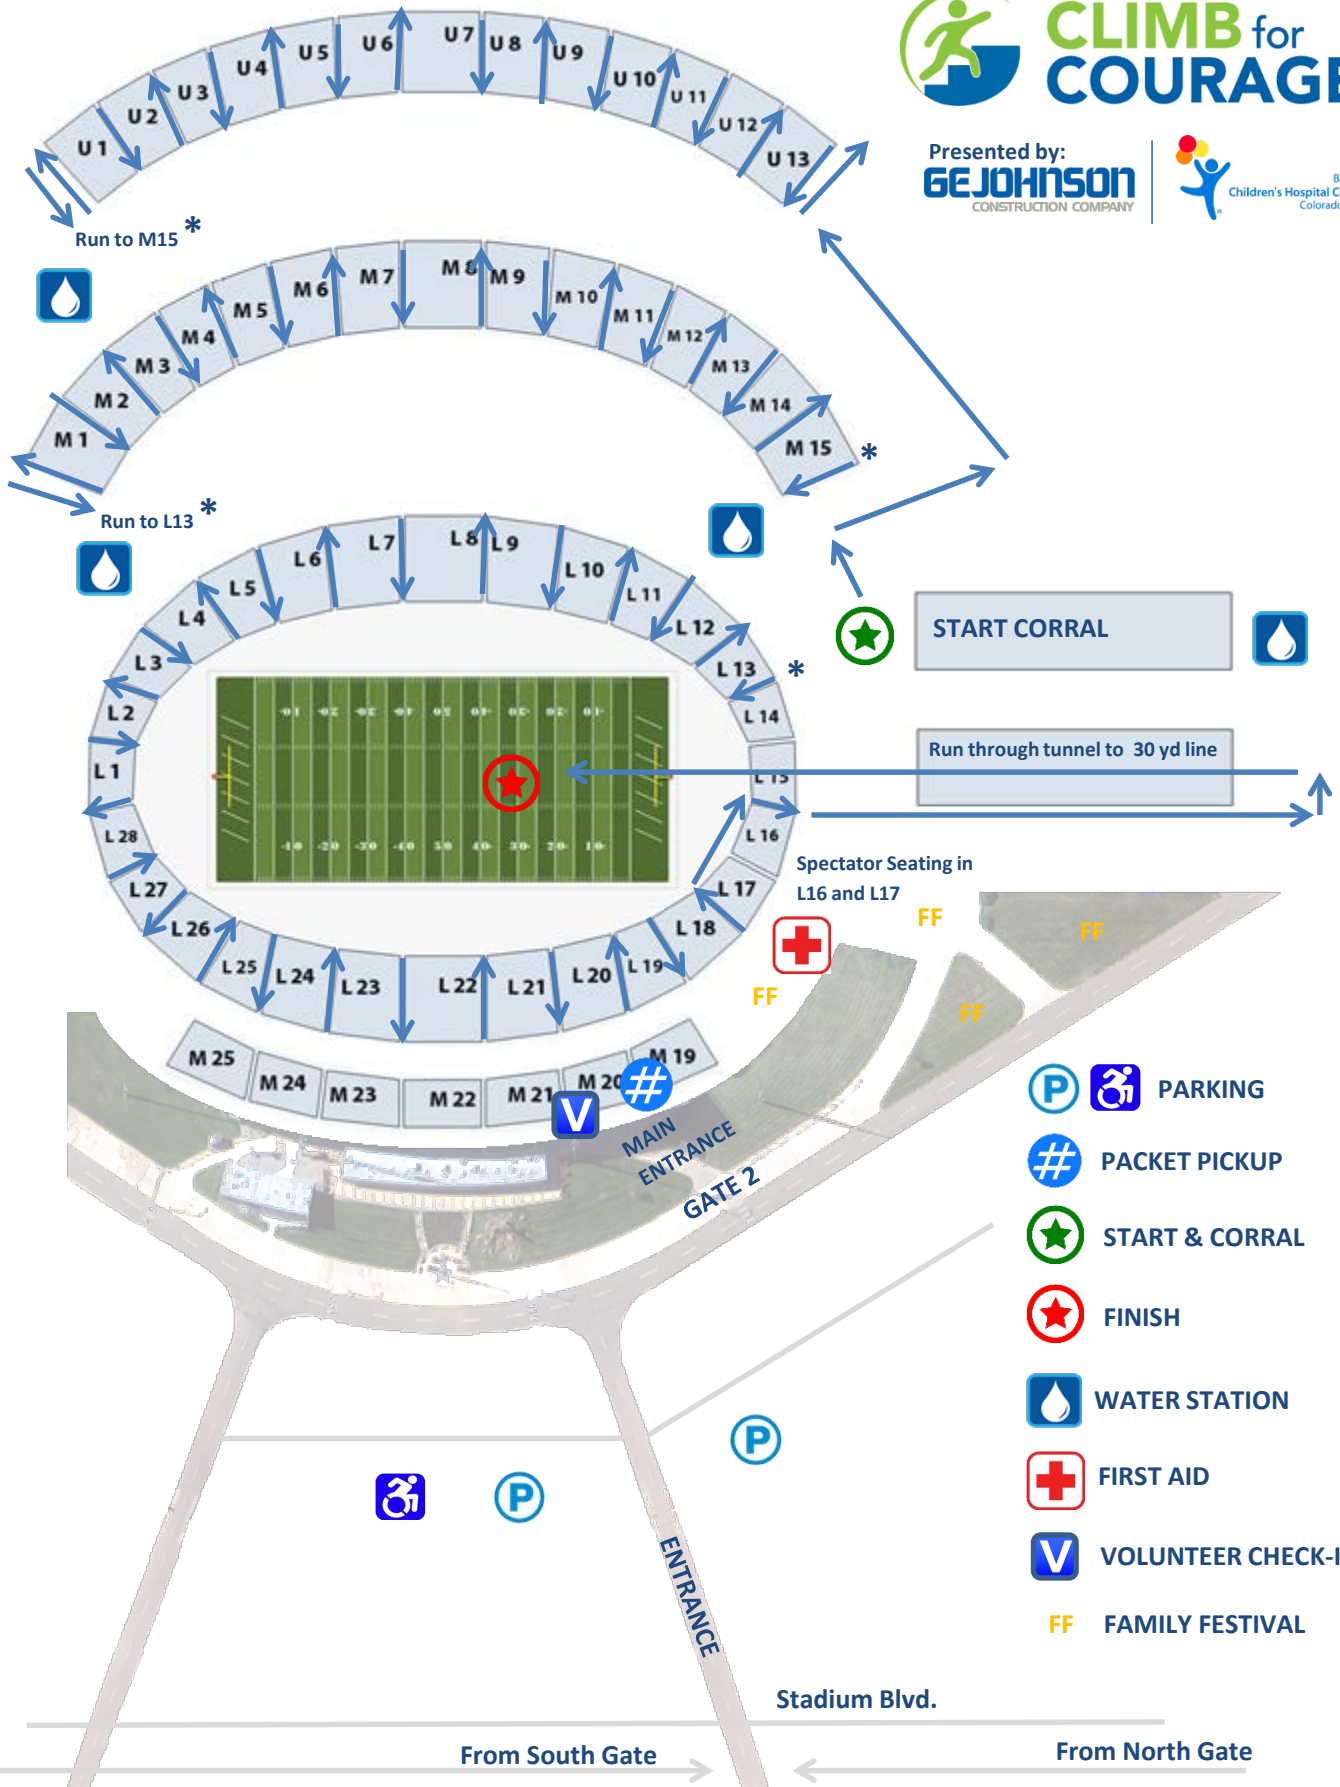 CLIMB for
COURAGE
Presented by:
GE JOHNSON
CONSTRUCTION COMPANY
Children's Hospital
Colorado
U 1
U 2
U 3
U 4
U 5
U 6
U 7
U 8
U 9
U 10
U 11
U 12
U 13
Run to M15 *
M 1
M 2
M 3
M 4
M 5
M 6
M 7
M 8
M 9
M 10
M 11
M 12
M 13
M 14
M 15
*
Run to L13 *
L 1
L 2
L 3
L 4
L 5
L 6
L 7
L 8
L 9
L 10
L 11
L 12
L 13
*
L 14
L 15
L 16
L 17
L 18
L 19
L 20
L 21
L 22
L 23
L 24
L 25
L 26
L 27
L 28
START CORRAL
Run through tunnel to 30 yd line
Spectator Seating in
L16 and L17
FF
FF
FF
FF
M 25
M 24
M 23
M 22
M 21
M 20
M 19
#
V
MAIN
ENTRANCE
GATE 2
P
PARKING
#
PACKET PICKUP
START & CORRAL
FINISH
WATER STATION
FIRST AID
V
VOLUNTEER CHECK-I
FF
FAMILY FESTIVAL
P
P
ENTRANCE
Stadium Blvd.
From South Gate
From North Gate